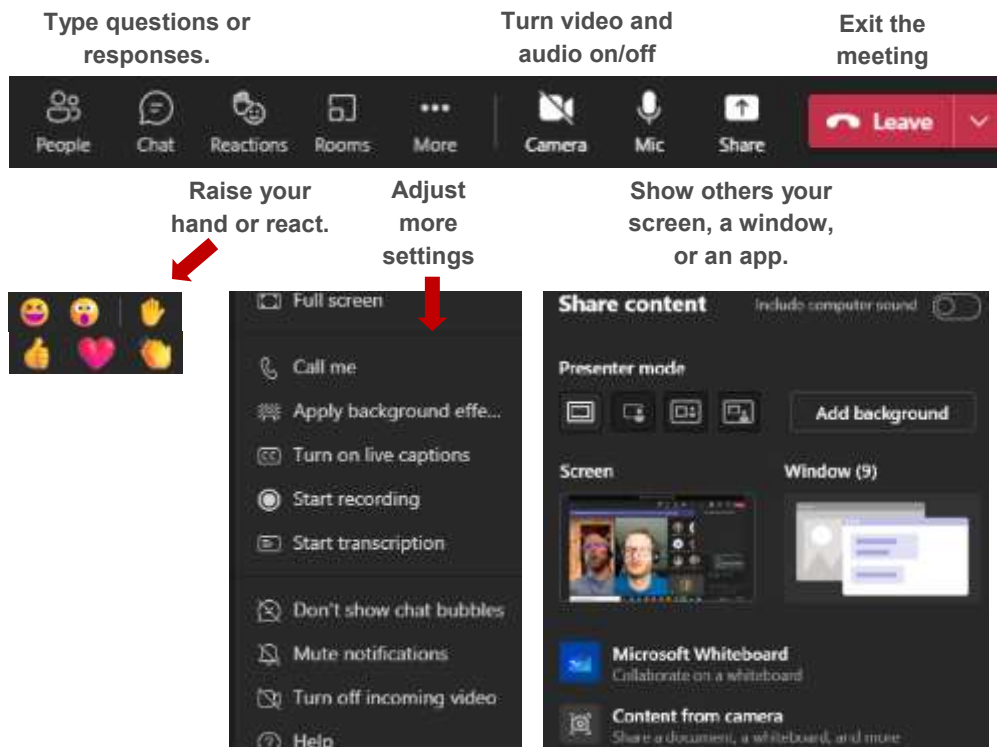 Type questions or
responses.
Turn video and
audio on/off
Exit the
meeting
People
Chat
Reactions
Rooms
More
Camera
Mic
Share
Leave
Raise your
hand or react.
Adjust
more
settings
Show others your
screen, a window,
or an app.
Full screen
Call me
Apply background effe...
CC Turn on live captions
Start recording
Start transcription
Don't show chat bubbles
Mute notifications
Turn off incoming video
Help
Share content
Include computer sound
Presenter mode
Add background
Screen
Window (9)
Microsoft Whiteboard
Collaborate on a whiteboard
Content from camera
Share a document, a whiteboard, and more